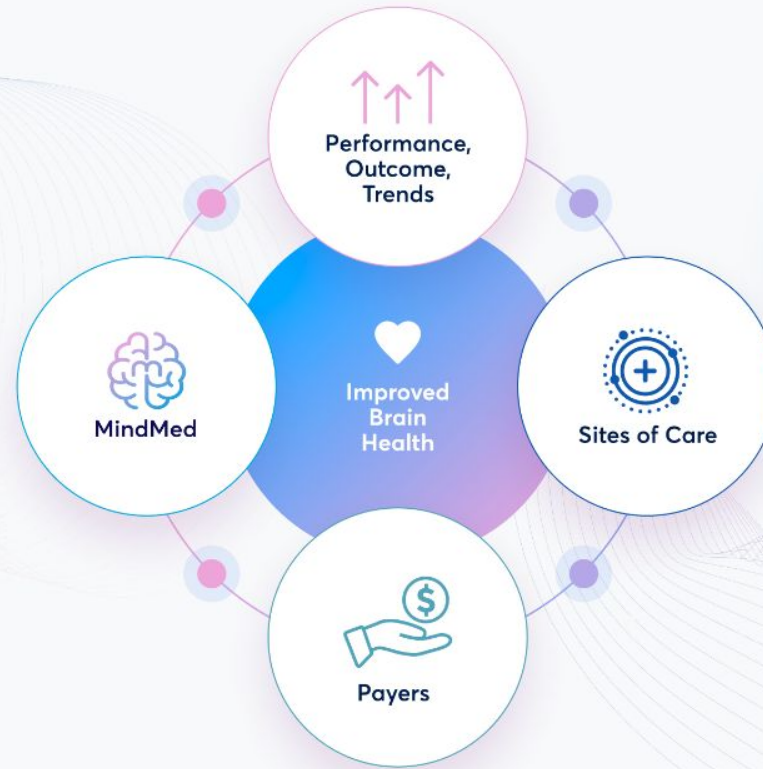 Performance,
Outcome,
Trends
MindMed
Improved
Brain
Health
Sites of Care
$
Payers